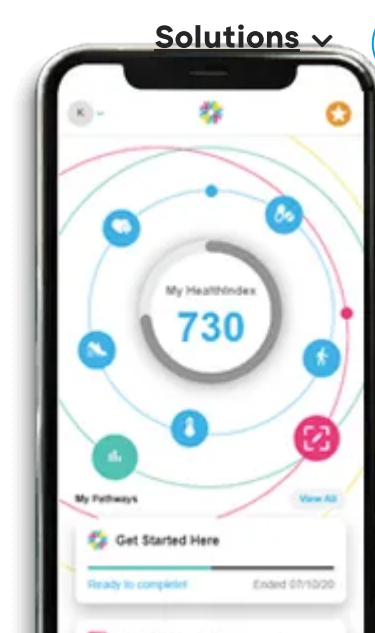 Solutions
K
My HealthIndex
730
My Pathways
View All
Get Started Here
Ready to complete!
Ended 07/10/20